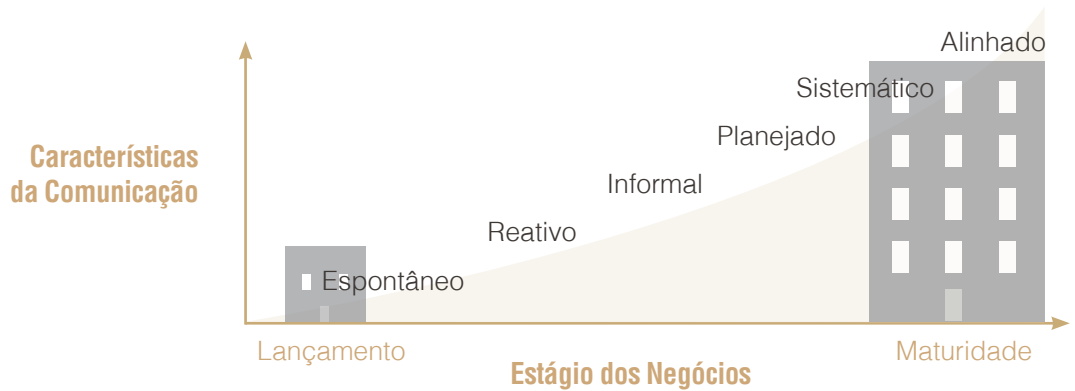 Alinhado
Sistemático
Planejado
Características
da Comunicação
Informal
Reativo
Espontâneo
Lançamento
Maturidade
Estágio dos Negócios